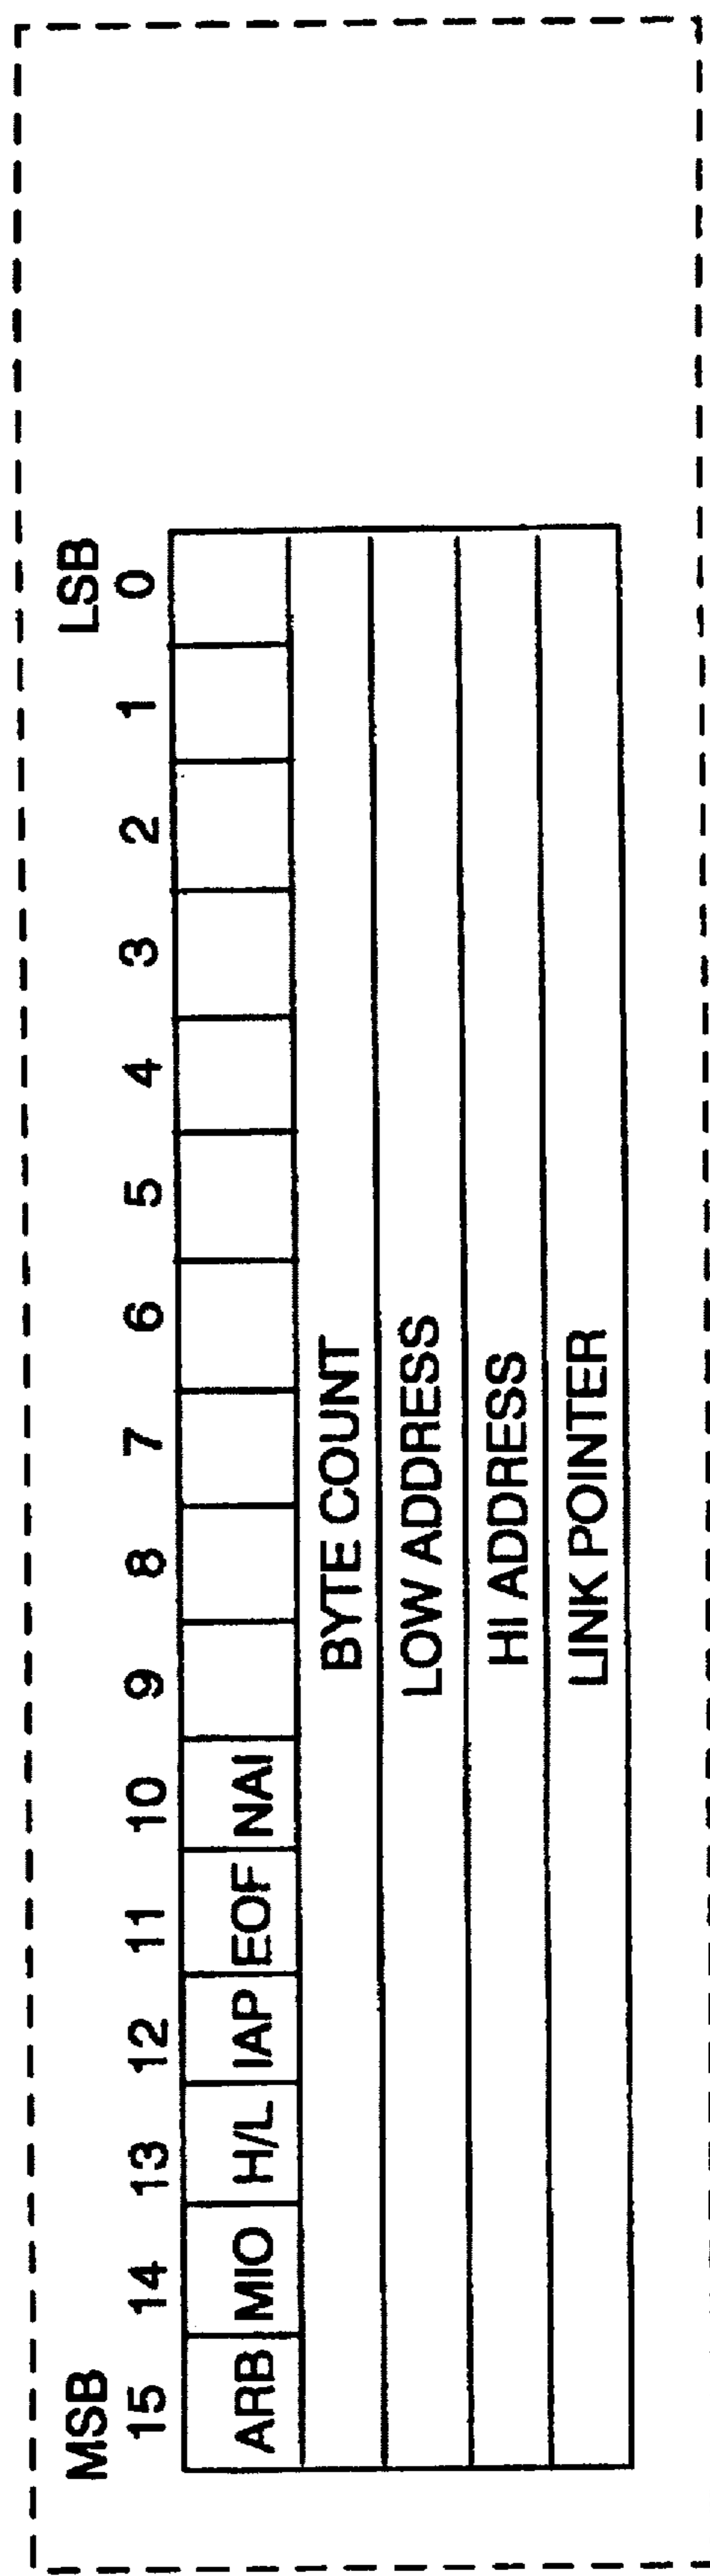 MSB LSB
15 14 13 12 11 10 9 8 7 6 5 4 3 2 1 0
ARB MIO H/L IAP EOF NAI
BYTE COUNT
LOW ADDRESS
HI ADDRESS
LINK POINTER